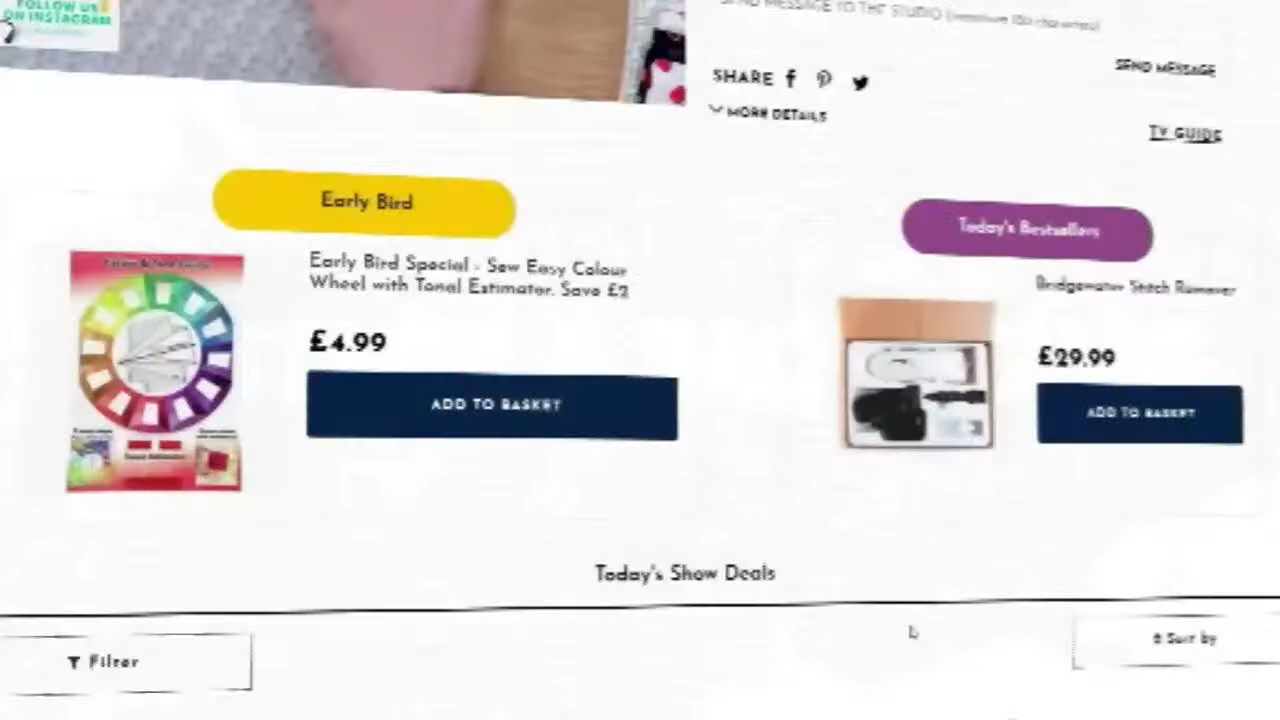 FOLLOW US
ON INSTAGRAM
SEND MESSAGE TO THE STUDIO
SHARE
MORE DETAILS
SEND MESSAGE
TV GUIDE
Early Bird
Today's Bestsellers
Early Bird Special - Sew Easy Colour
Wheel with Tonal Estimator. Save £2
£4.99
ADD TO BASKET
Bridgewater Stitch Remover
£29.99
ADD TO BASKET
Today's Show Deals
Filter
Sort by